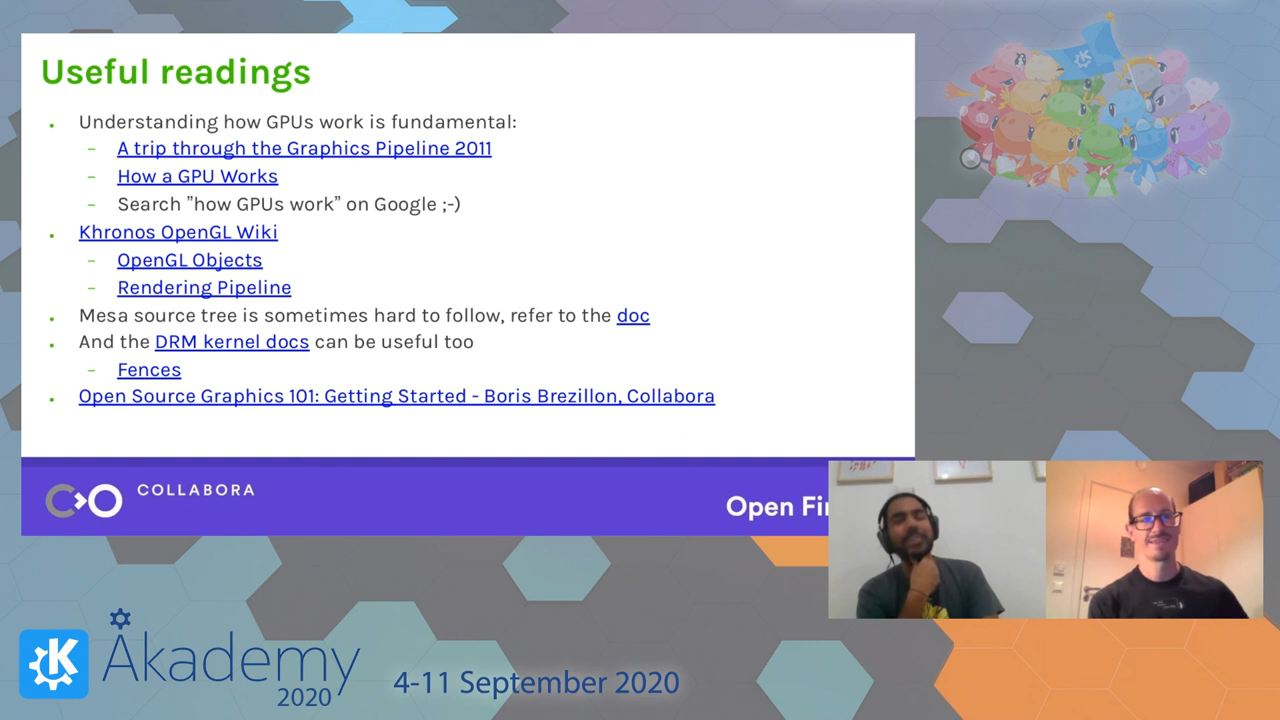 Useful readings
Understanding how GPUs work is fundamental:
A trip through the Graphics Pipeline 2011
How a GPU Works
Search ”how GPUs work” on Google ;-)
Khronos OpenGL Wiki
OpenGL Objects
Rendering Pipeline
Mesa source tree is sometimes hard to follow, refer to the doc
And the DRM kernel docs can be useful too
Fences
Open Source Graphics 101: Getting Started - Boris Brezillon, Collabora
COLLABORA
Open
K
Akademy
2020
4-11 September 2020